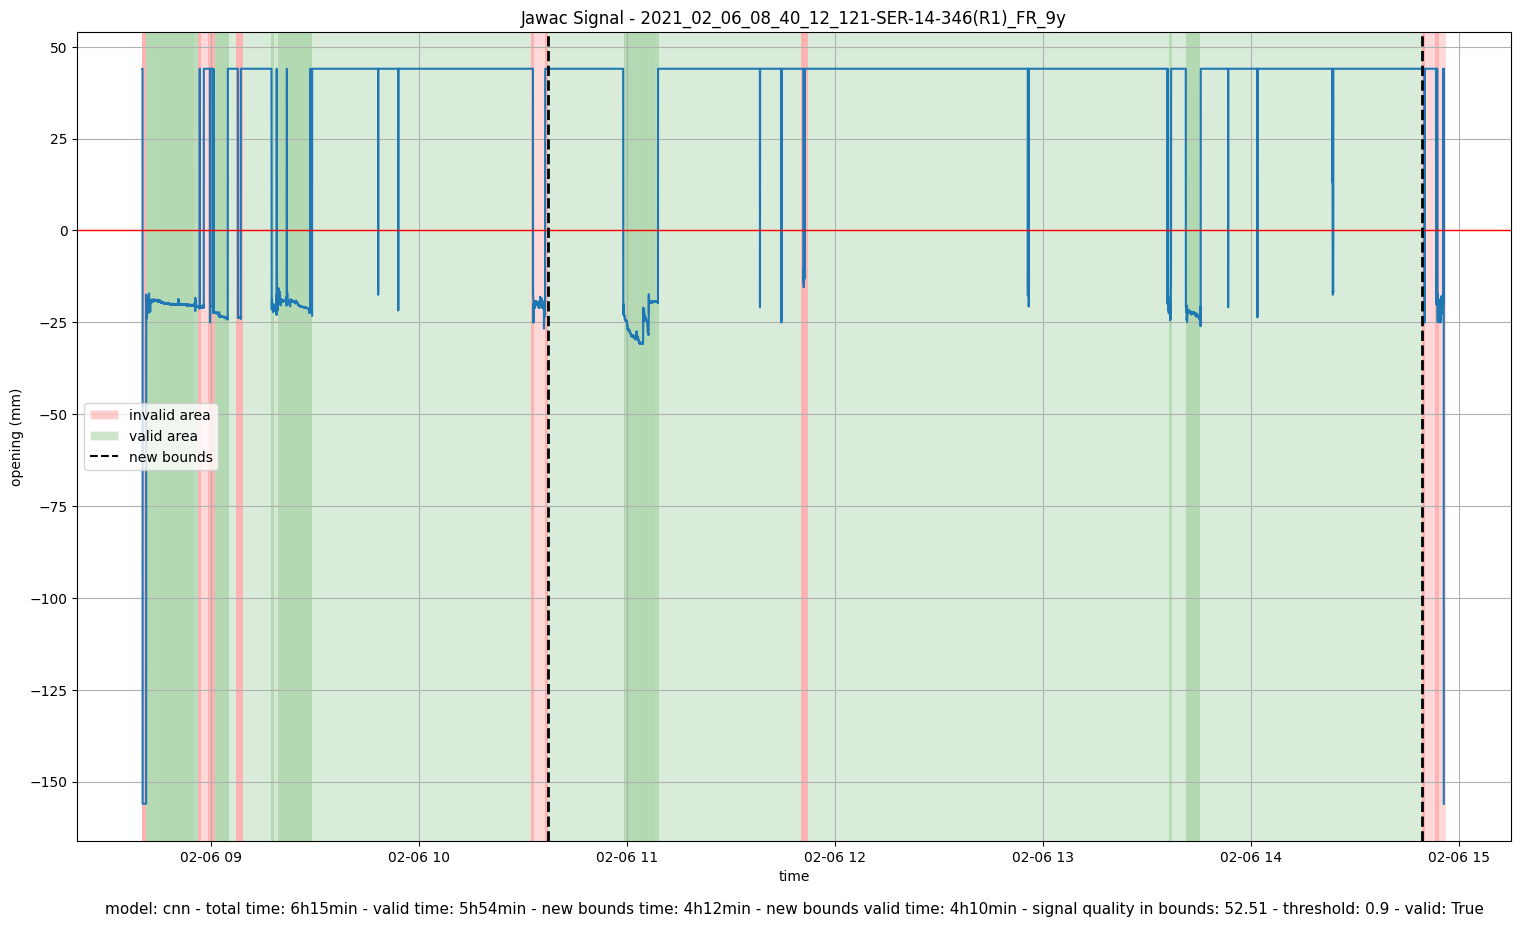 Jawac Signal - 2021_02_06_08_40_12_121-SER-14-346(R1)_FR_9y
50
25
0
−25
−50
−75
−100
−125
−150
opening (mm)
invalid area
valid area
new bounds
02-06 09
02-06 10
02-06 11
02-06 12
02-06 13
02-06 14
02-06 15
time
model: cnn - total time: 6h15min - valid time: 5h54min - new bounds time: 4h12min - new bounds valid time: 4h10min - signal quality in bounds: 52.51 - threshold: 0.9 - valid: True